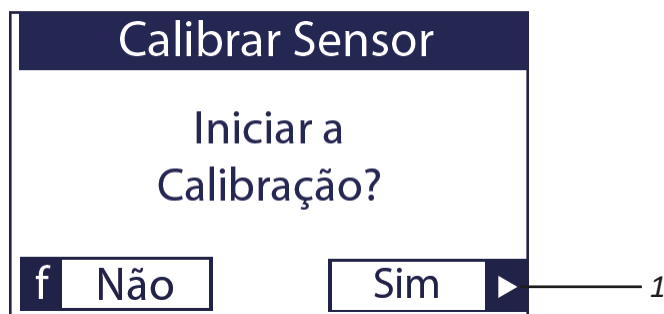 Calibrar Sensor
Iniciar a
Calibração?
f Não Sim ▶ 1